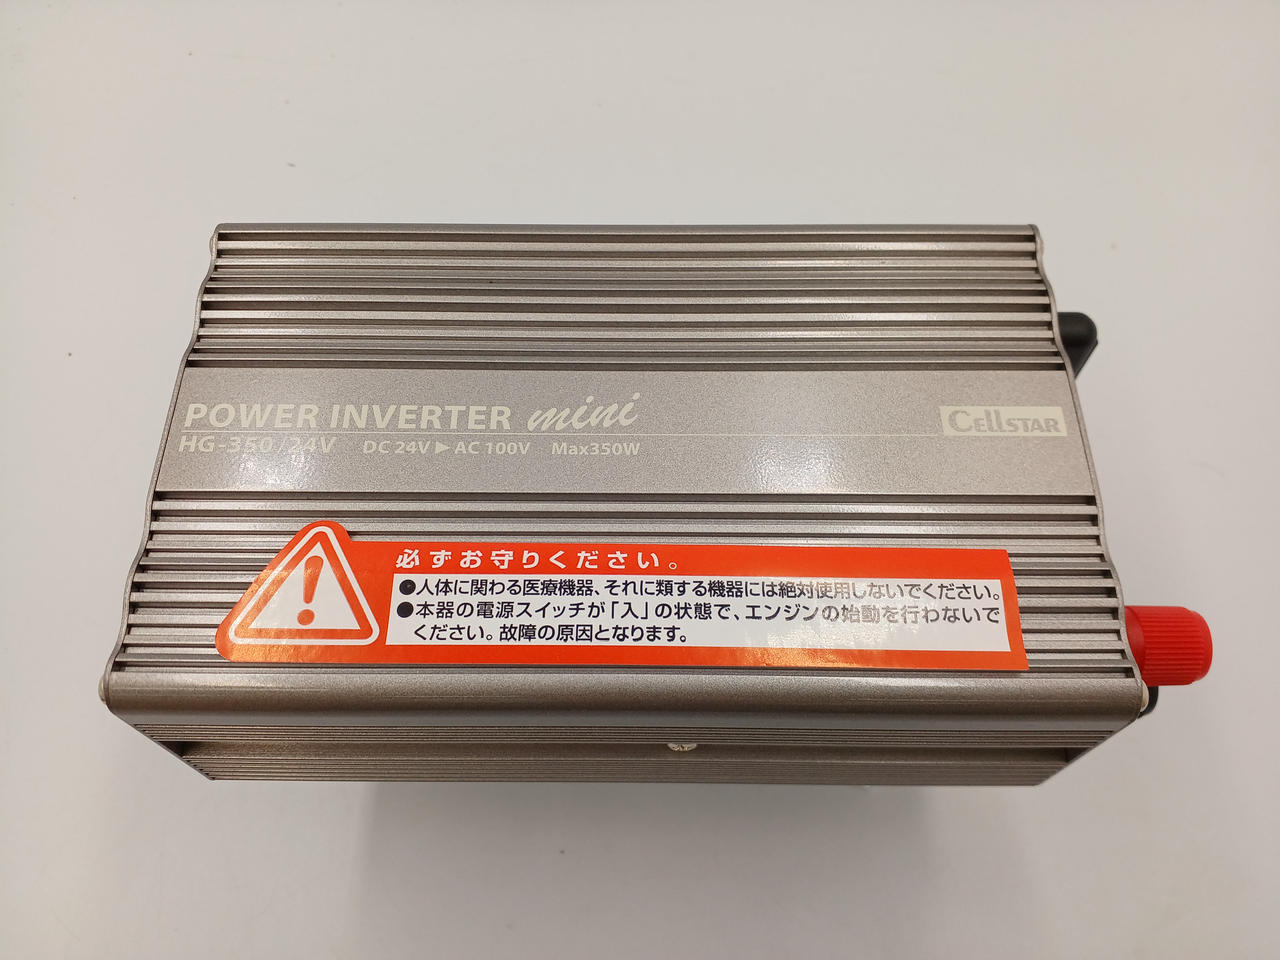 POWER INVERTER mini
CELLSTAR
HG-350/24V DC 24V ▶ AC 100V Max350W
必ずお守りください。
●人体に関わる医療機器、それに類する機器には絶対使用しないでください。
●本器の電源スイッチが「入」の状態で、エンジンの始動を行わないで
ください。故障の原因となります。